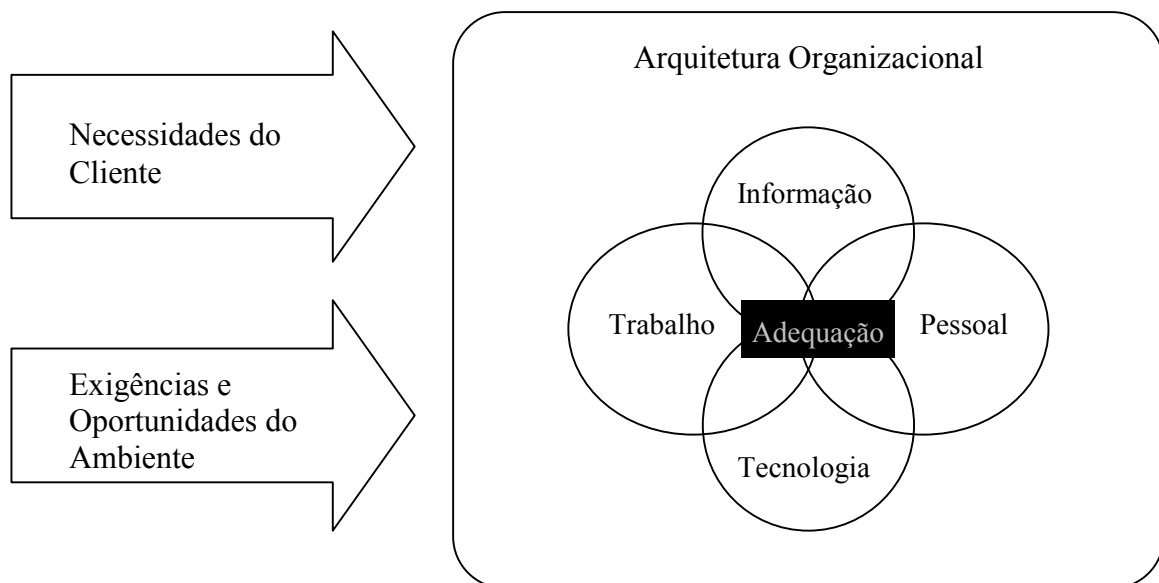 Necessidades do
Cliente
Exigências e
Oportunidades do
Ambiente
Arquitetura Organizacional
Informação
Trabalho
Adequação
Pessoal
Tecnologia